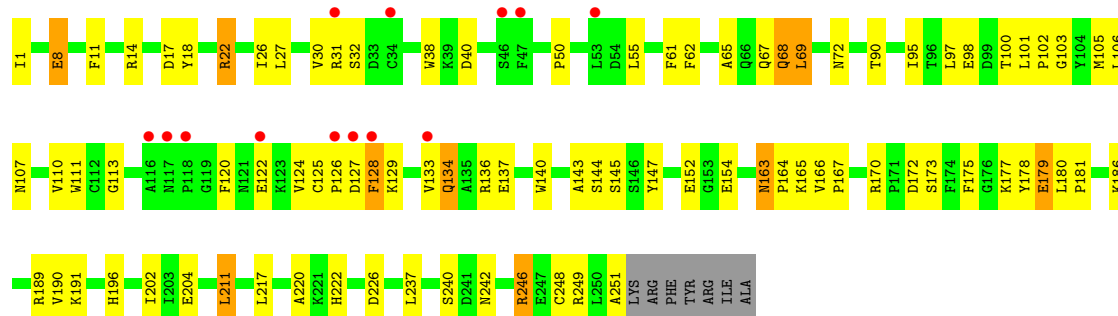 I1 E8 F11 R14 D17 Y18 R22 I26 L27 V30 R31 S32 D33 C34 W38 K39 D40 S46 F47 P50 L53 D54 L55 F61 F62 A65 Q66 Q67 Q68 L69 N72 T90 I95 T96 L97 E98 D99 T100 L101 P102 G103 Y104 M105 L106
N107 V110 W111 C112 G113 A116 N117 P118 G119 F120 N121 E122 K123 V124 C125 P126 D127 F128 K129 V133 Q134 A135 R136 E137 W140 A143 S144 S145 S146 Y147 E152 G153 E154 N163 P164 K165 V166 P167 R170 P171 D172 S173 F174 F175 G176 K177 Y178 E179 L180 P181 K186
R189 V190 K191 H196 I202 I203 E204 L211 L217 A220 K221 H222 D226 L237 S240 D241 N242 R246 E247 C248 R249 L250 A251 LYS ARG PHE TYR ARG ILE ALA